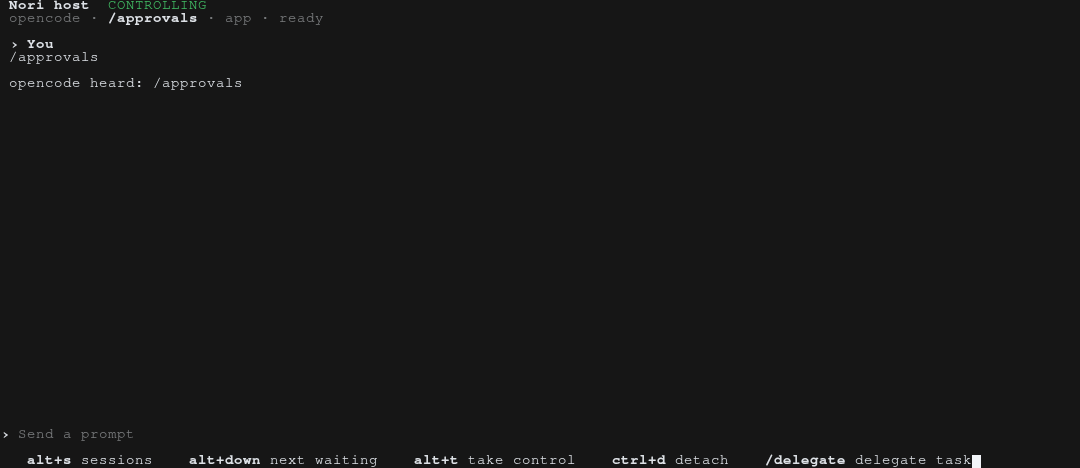 Nori host  CONTROLLING
opencode · /approvals · app · ready
› You
/approvals
opencode heard: /approvals
› Send a prompt
alt+s sessions    alt+down next waiting    alt+t take control    ctrl+d detach    /delegate delegate task